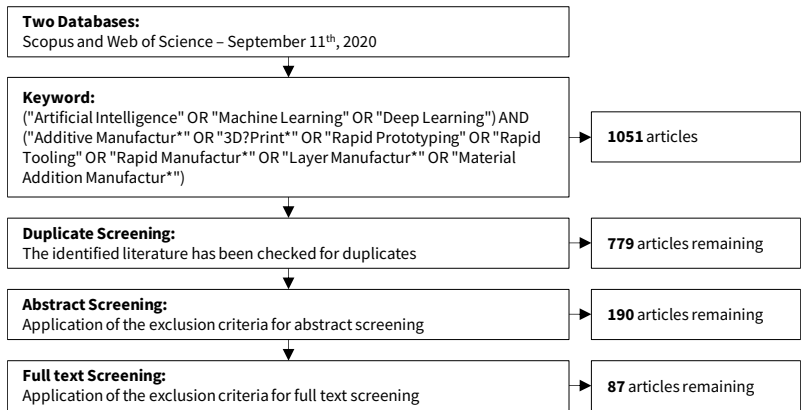 Two Databases:
Scopus and Web of Science – September 11th, 2020
Keyword:
("Artificial Intelligence" OR "Machine Learning" OR "Deep Learning") AND
("Additive Manufactur*" OR "3D?Print*" OR "Rapid Prototyping" OR "Rapid
Tooling" OR "Rapid Manufactur*" OR "Layer Manufactur*" OR "Material
Addition Manufactur*")
1051 articles
Duplicate Screening:
The identified literature has been checked for duplicates
779 articles remaining
Abstract Screening:
Application of the exclusion criteria for abstract screening
190 articles remaining
Full text Screening:
Application of the exclusion criteria for full text screening
87 articles remaining